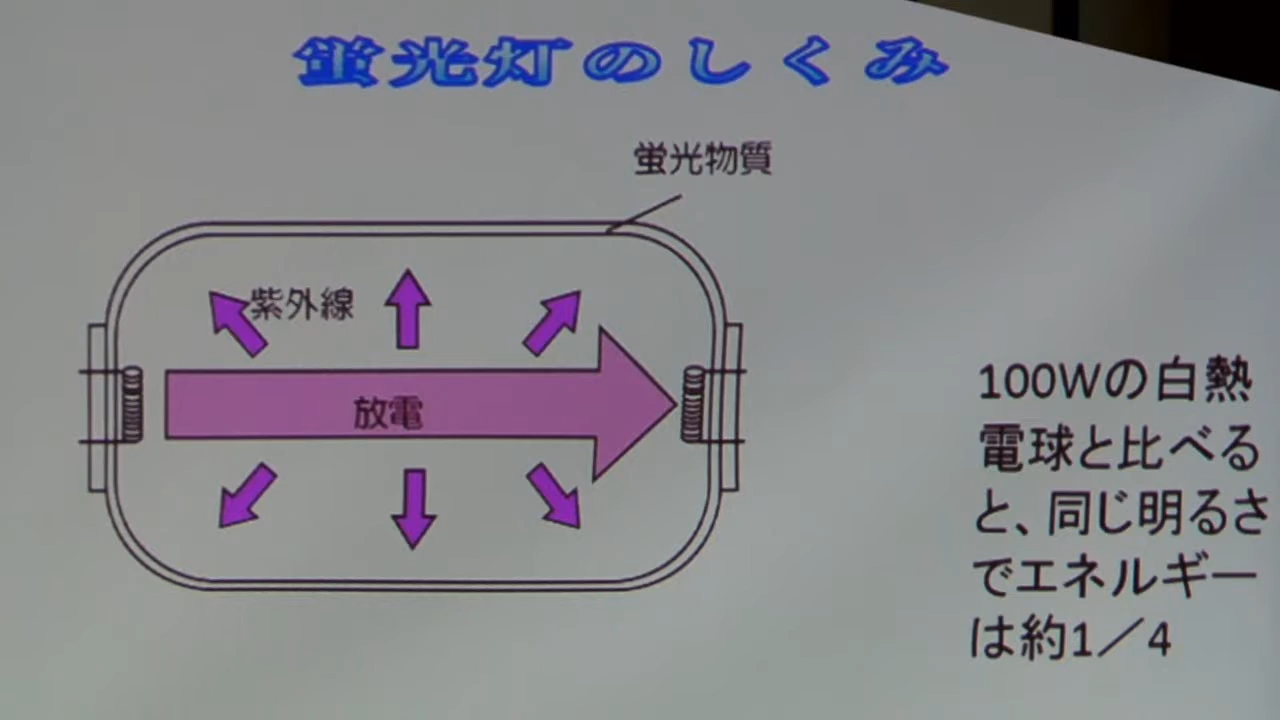 蛍光灯のしくみ
蛍光物質
紫外線
放電
100Wの白熱
電球と比べる
と、同じ明るさ
でエネルギー
は約1／4